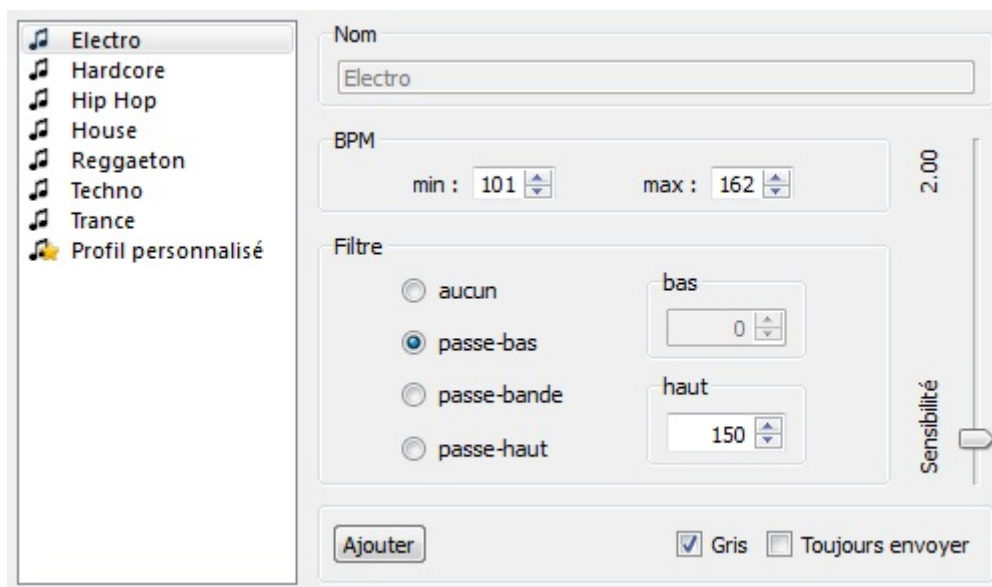 Electro
Hardcore
Hip Hop
House
Reggaeton
Techno
Trance
Profil personnalisé
Nom
Electro
BPM
min : 101 max : 162
2.00
Filtre
aucun
passe-bas
passe-bande
passe-haut
bas
0
haut
150
Sensibilité
Ajouter Gris Toujours envoyer